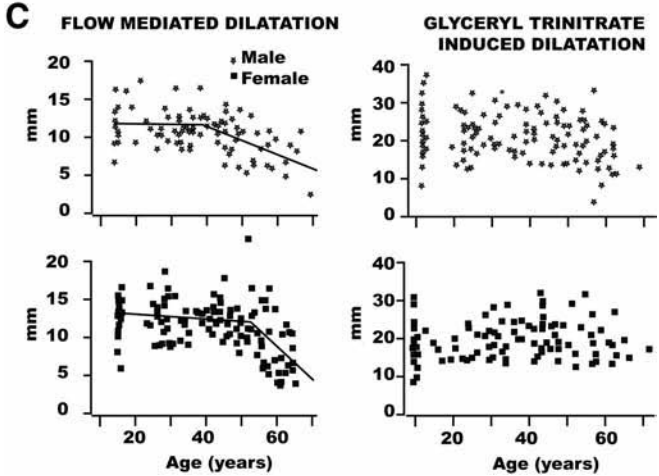 C
FLOW MEDIATED DILATATION
GLYCERYL TRINITRATE
INDUCED DILATATION
Male
Female
20
15
10
5
0
mm
40
30
20
10
0
mm
20
15
10
5
0
mm
20 40 60
Age (years)
40
30
20
10
0
mm
20 40 60
Age (years)